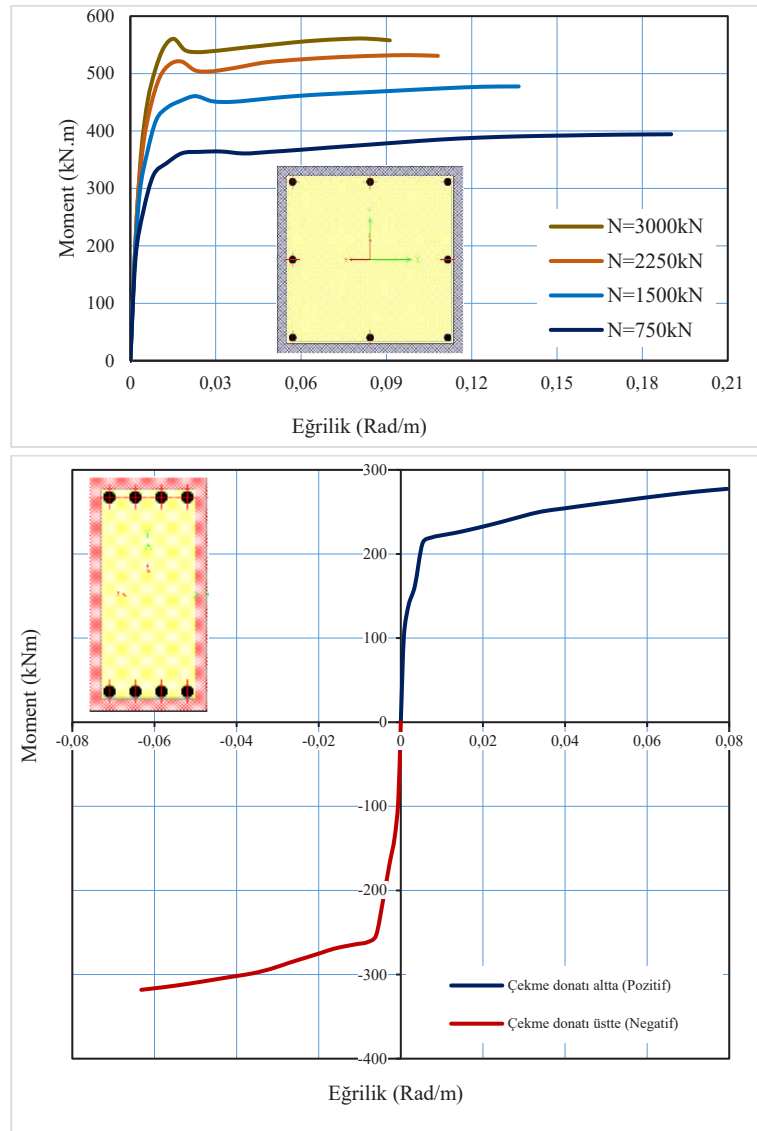 600
500
400
300
200
100
0
Moment (kN.m)
N=3000kN
N=2250kN
N=1500kN
N=750kN
0 0,03 0,06 0,09 0,12 0,15 0,18 0,21
Eğrilik (Rad/m)
300
200
100
0
Moment (kNm)
-0.08 -0,06 -0,04 -0,02 0 0,02 0,04 0,06 0,08
-100
-200
-300
-400
Çekme donatı altta (Pozitif)
Çekme donatı üstte (Negatif)
Eğrilik (Rad/m)